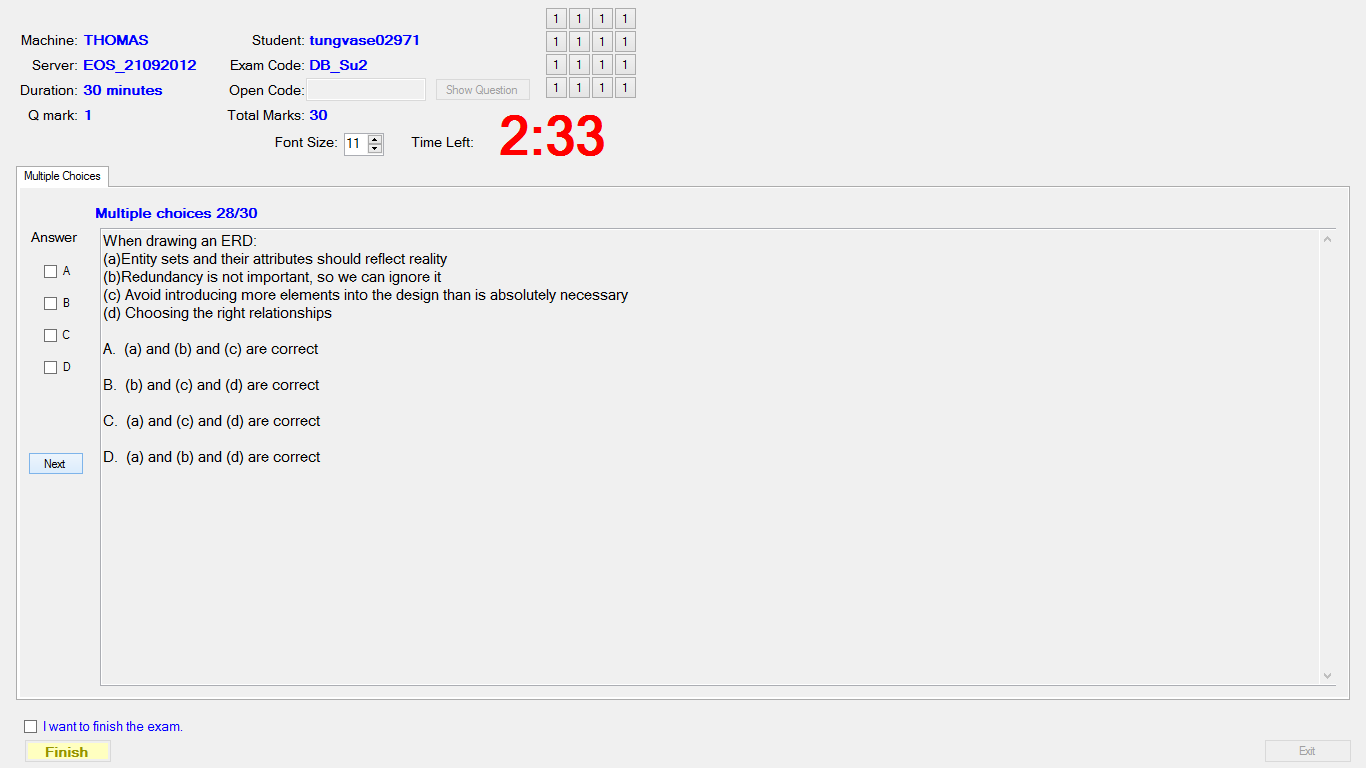 Machine: THOMAS
Student: tungvase02971
Server: EOS_21092012
Exam Code: DB_Su2
Duration: 30 minutes
Open Code:
Show Question
Q mark: 1
Total Marks: 30
1 1 1 1
1 1 1 1
1 1 1 1
1 1 1 1
Font Size: 11
Time Left: 2:33
Multiple Choices
Multiple choices 28/30
Answer
A
B
C
D
Next
When drawing an ERD:
(a)Entity sets and their attributes should reflect reality
(b)Redundancy is not important, so we can ignore it
(c) Avoid introducing more elements into the design than is absolutely necessary
(d) Choosing the right relationships
A. (a) and (b) and (c) are correct
B. (b) and (c) and (d) are correct
C. (a) and (c) and (d) are correct
D. (a) and (b) and (d) are correct
I want to finish the exam.
Finish
Exit